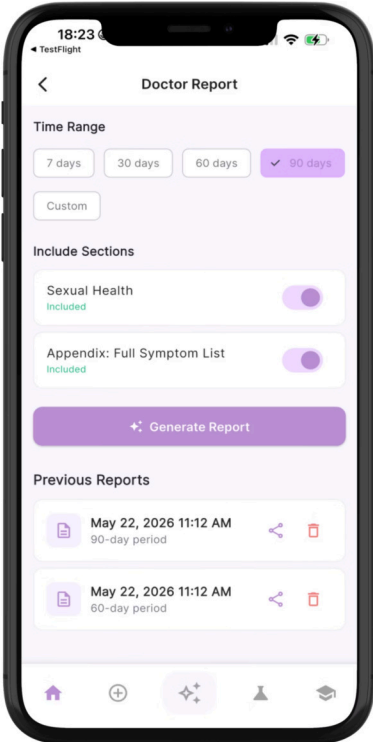 18:23
◀ TestFlight
Doctor Report
Time Range
7 days
30 days
60 days
✓ 90 days
Custom
Include Sections
Sexual Health
Included
Appendix: Full Symptom List
Included
Generate Report
Previous Reports
May 22, 2026 11:12 AM
90-day period
May 22, 2026 11:12 AM
60-day period